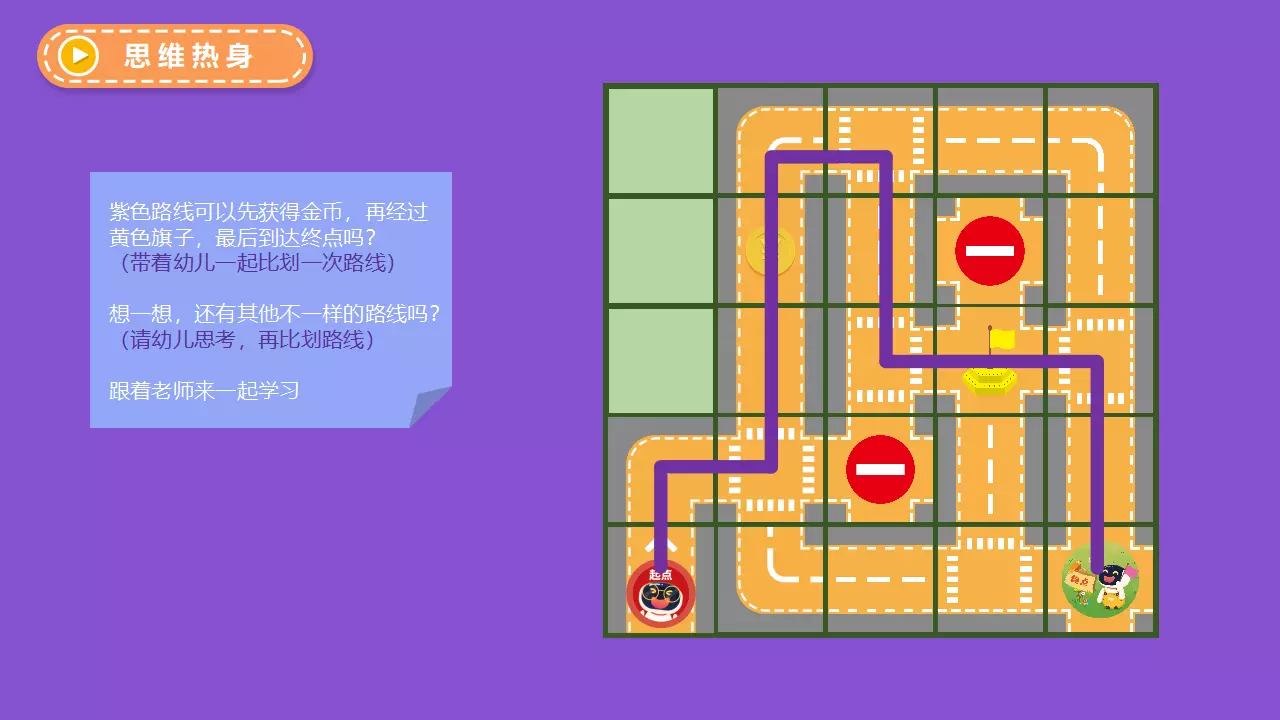 思维热身
紫色路线可以先获得金币，再经过
黄色旗子，最后到达终点吗？
（带着幼儿一起比划一次路线）
想一想，还有其他不一样的路线吗？
（请幼儿思考，再比划路线）
跟着老师来一起学习
起点
终点